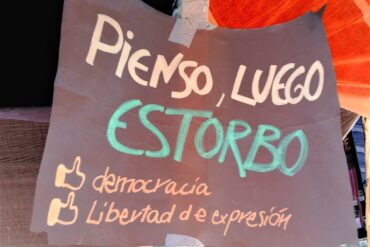 PIENSO, LUEGO
ESTORBO
democracia
Libertad de expresión